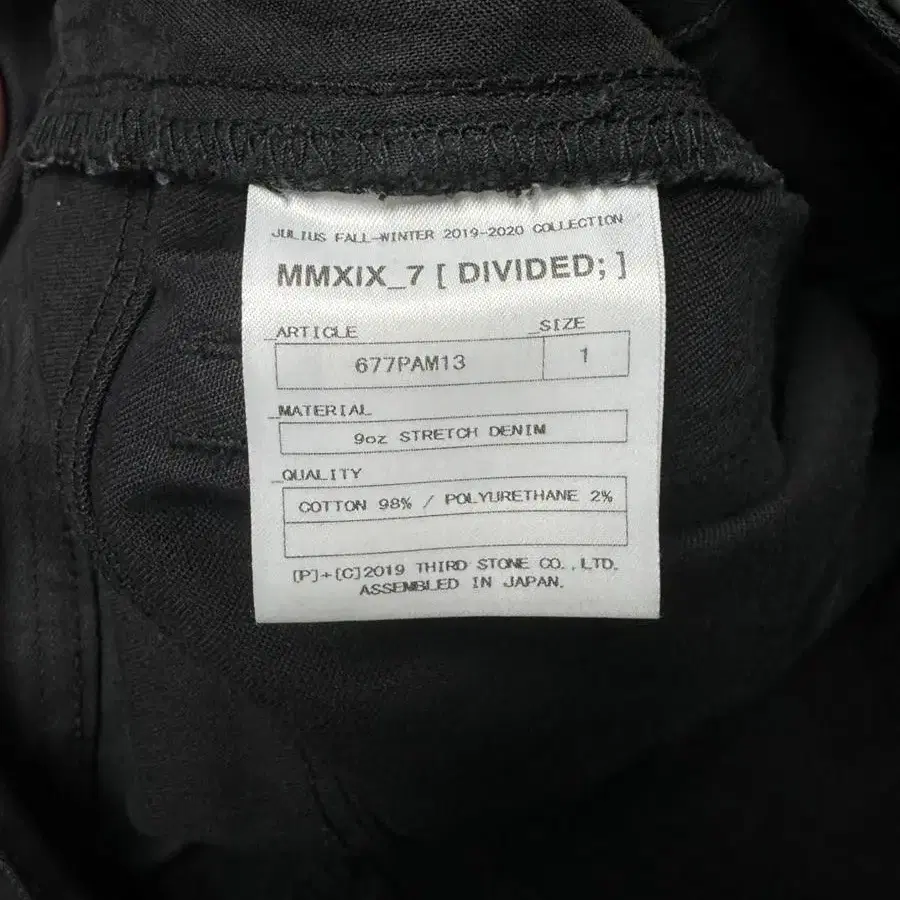 JULIUS FALL-WINTER 2019-2020 COLLECTION
MMXIX_7 [ DIVIDED; ]
_ARTICLE _SIZE
677PAM13 1
_MATERIAL
9oz STRETCH DENIM
_QUALITY
COTTON 98% / POLYURETHANE 2%
[P]+[C]2019 THIRD STONE CO.,LTD.
ASSEMBLED IN JAPAN.